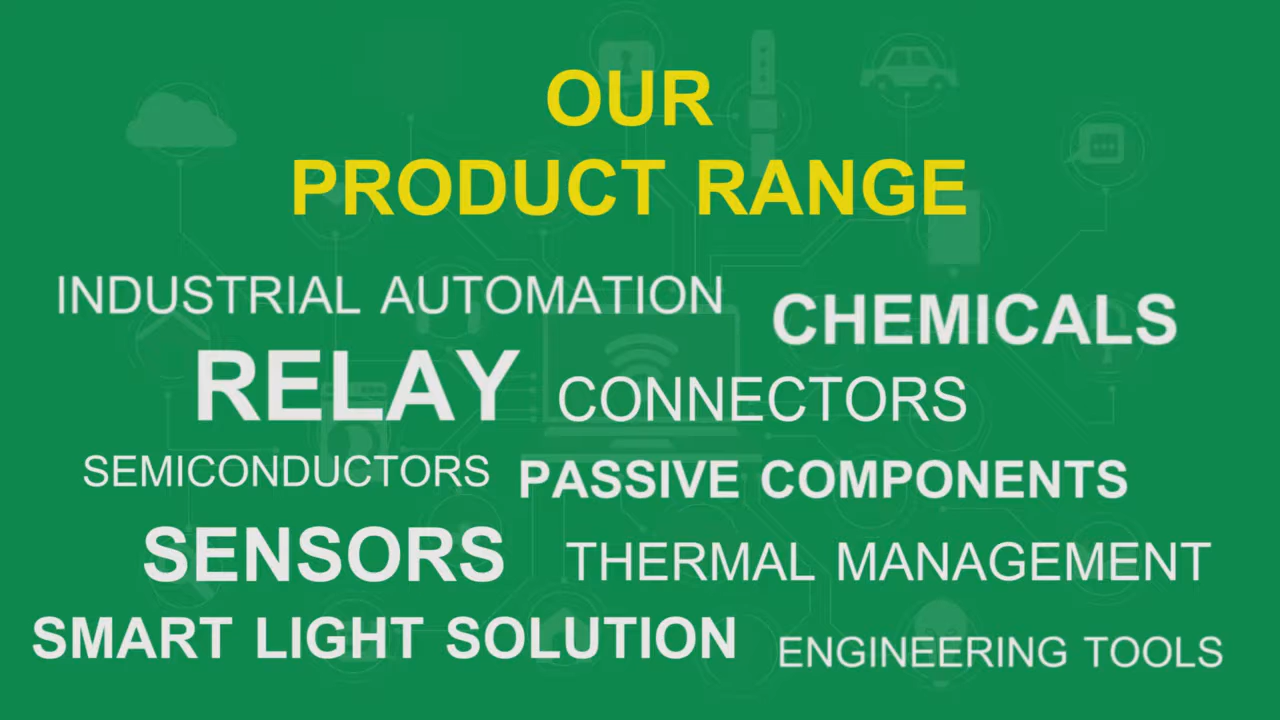 OUR
PRODUCT RANGE
INDUSTRIAL AUTOMATION
CHEMICALS
RELAY
CONNECTORS
SEMICONDUCTORS
PASSIVE COMPONENTS
SENSORS
THERMAL MANAGEMENT
SMART LIGHT SOLUTION
ENGINEERING TOOLS